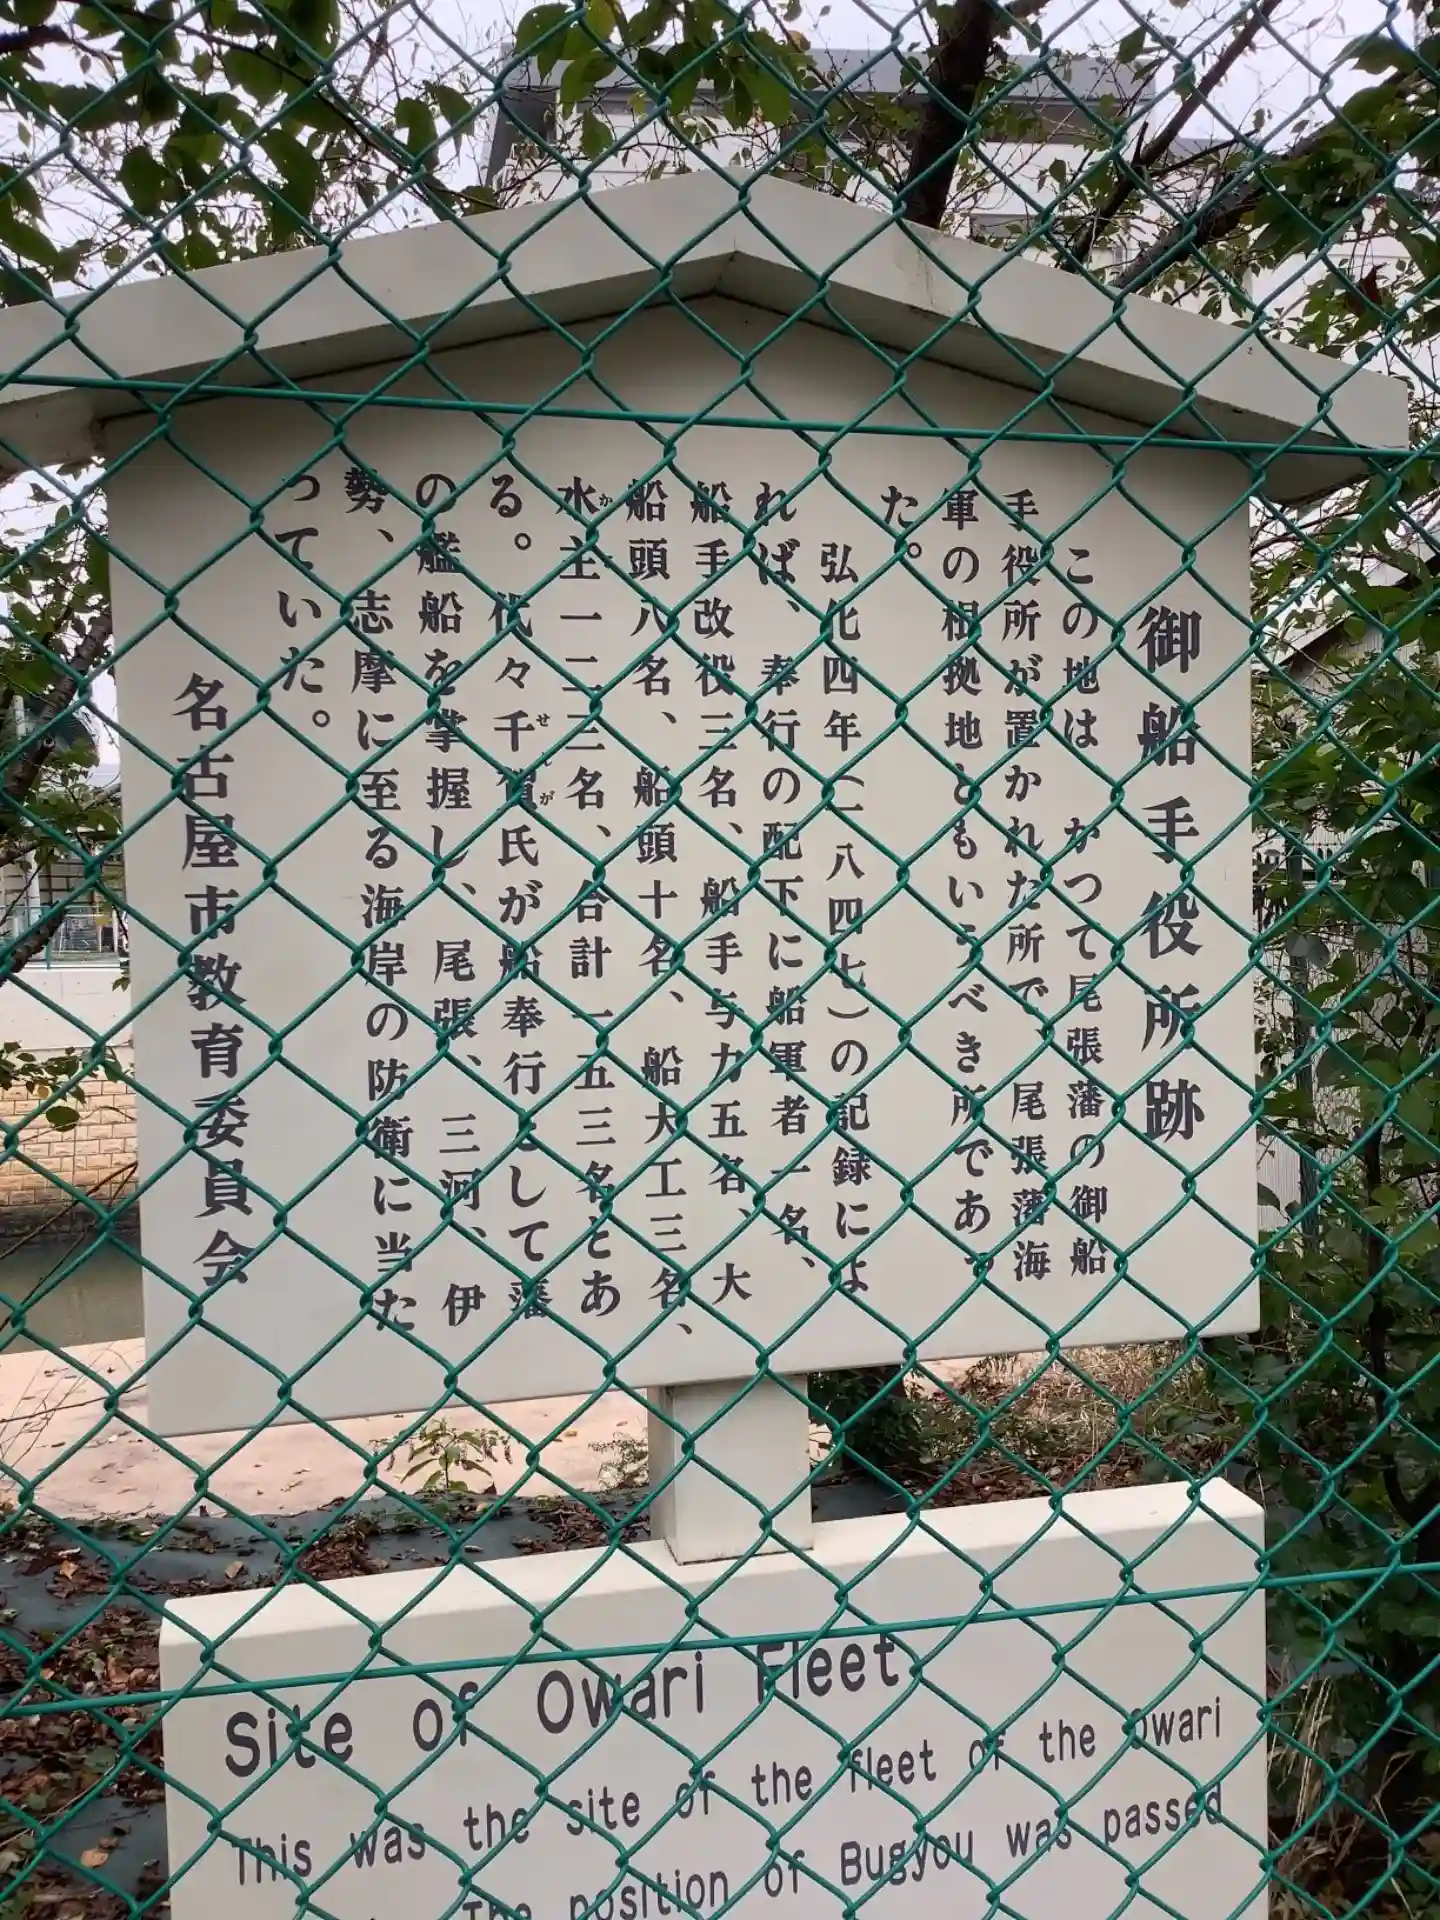 御船手役所跡
この地は、かつて尾張藩の御船
手役所が置かれた所で、尾張藩海
軍の根拠地ともいうべき所であっ
た。
弘化四年(一八四七)の記録によ
れば、奉行の配下に船軍者一名、
船手改役三名、船手与力五名、大
船頭八名、船頭十名、船大工三名、
水主一二三名、合計一五三名とあ
る。代々千賀氏が船奉行として藩
の艦船を掌握し、尾張、三河、伊
勢、志摩に至る海岸の防衛に当た
っていた。
名古屋市教育委員会
Site of Owari Fleet
This was the site of the fleet of the Owari
The position of Bugyou was passed